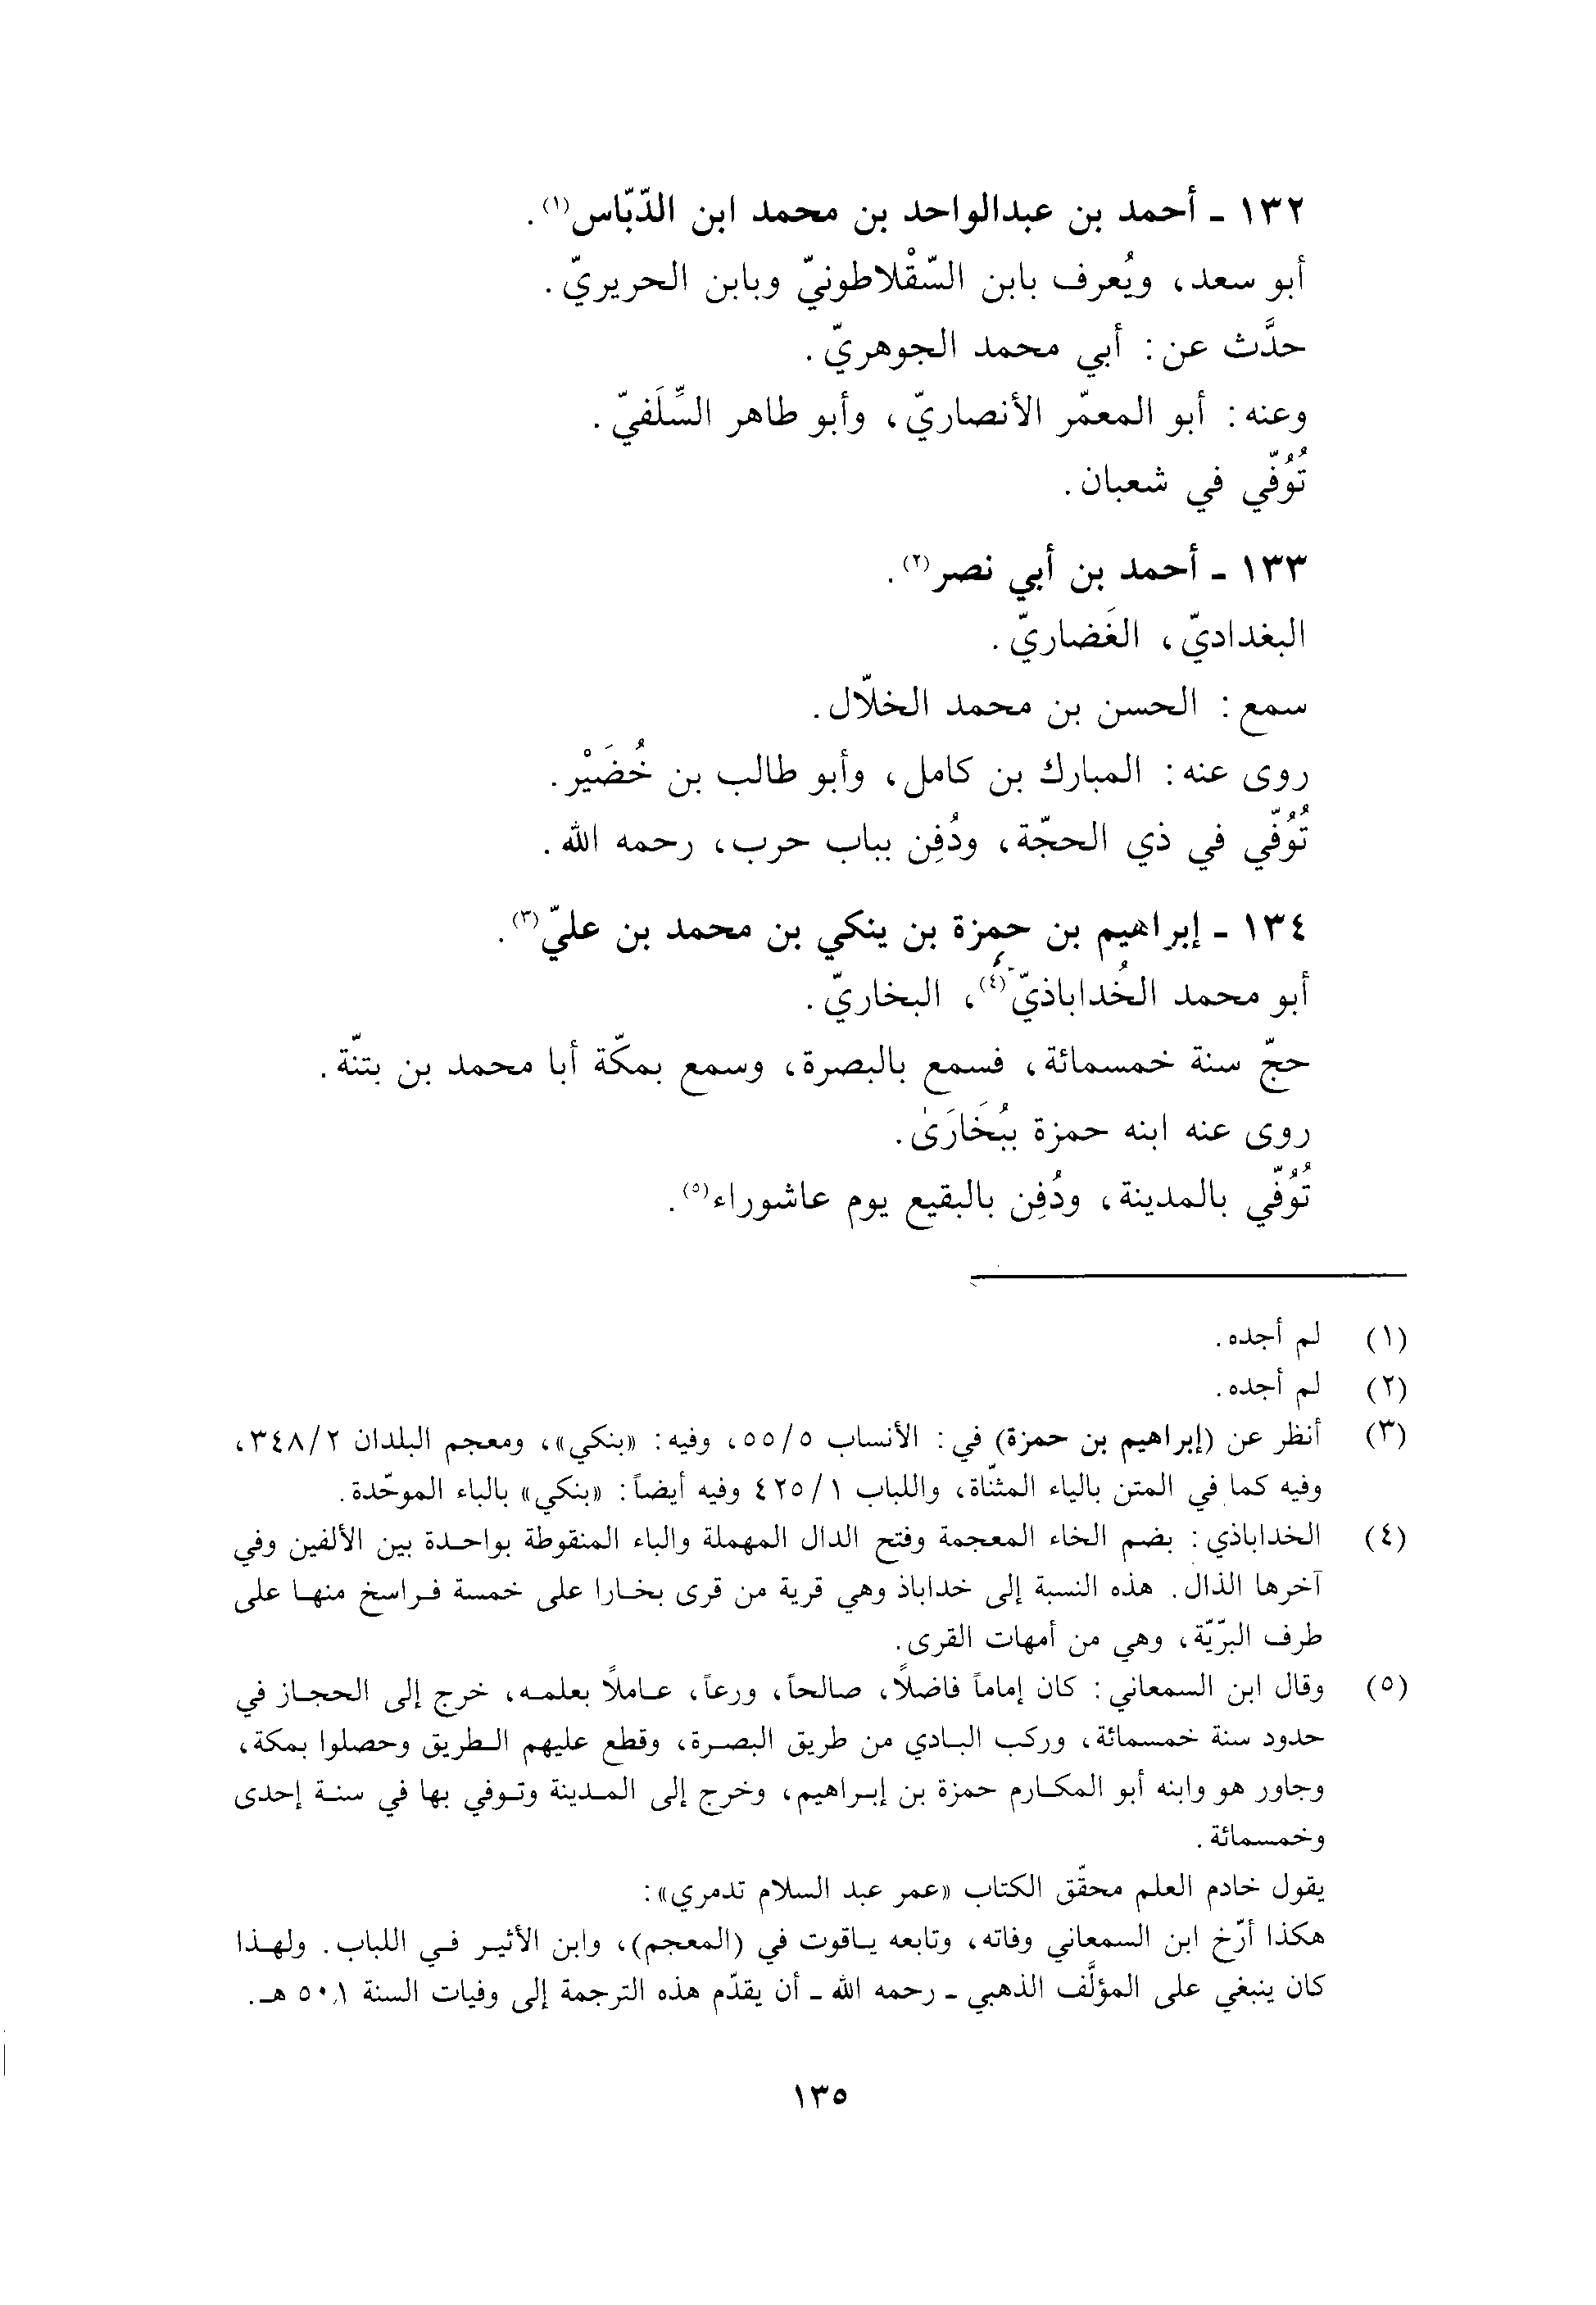 ١٣٢ ـ أحمد بن عبدالواحد بن محمد ابن الدّبّاس(١).
أبو سعد، ويُعرف بابن السّقْلاطونيّ وبابن الحريريّ.
حدَّث عن: أبي محمد الجوهريّ.
وعنه: أبو المعمّر الأنصاريّ، وأبو طاهر السِّلَفيّ.
تُوُفّي في شعبان.
١٣٣ ـ أحمد بن أبي نصر(٢).
البغداديّ، الغَضاريّ.
سمع: الحسن بن محمد الخلّال.
روى عنه: المبارك بن كامل، وأبو طالب بن خُضَيْر.
تُوُفّي في ذي الحجّة، ودُفِن بباب حرب، رحمه الله.
١٣٤ ـ إبراهيم بن حمزة بن ينكي بن محمد بن عليّ(٣).
أبو محمد الخُداباذيّ(٤)، البخاريّ.
حجّ سنة خمسمائة، فسمع بالبصرة، وسمع بمكّة أبا محمد بن بتنّة.
روى عنه ابنه حمزة ببُخَارَىٰ.
تُوُفّي بالمدينة، ودُفِن بالبقيع يوم عاشوراء(٥).
(١) لم أجده.
(٢) لم أجده.
(٣) أنظر عن (إبراهيم بن حمزة) في: الأنساب ٥٥/٥، وفيه: «بنكي»، ومعجم البلدان ٣٤٨/٢،
وفيه كما في المتن بالياء المثنّاة، واللباب ٤٢٥/١ وفيه أيضاً: «بنكي» بالباء الموحّدة.
(٤) الخداباذي: بضم الخاء المعجمة وفتح الدال المهملة والباء المنقوطة بواحدة بين الألفين وفي
آخرها الذال. هذه النسبة إلى خداباذ وهي قرية من قرى بخارا على خمسة فراسخ منها على
طرف البرّيّة، وهي من أمهات القرى.
(٥) وقال ابن السمعاني: كان إماماً فاضلًا، صالحاً، ورعاً، عاملًا بعلمه، خرج إلى الحجاز في
حدود سنة خمسمائة، وركب البادي من طريق البصرة، وقطع عليهم الطريق وحصلوا بمكة،
وجاور هو وابنه أبو المكارم حمزة بن إبراهيم، وخرج إلى المدينة وتوفي بها في سنة إحدى
وخمسمائة.
يقول خادم العلم محقّق الكتاب «عمر عبد السلام تدمري»:
هكذا أرّخ ابن السمعاني وفاته، وتابعه ياقوت في (المعجم)، وابن الأثير في اللباب. ولهذا
كان ينبغي على المؤلَّف الذهبي ـ رحمه الله ـ أن يقدّم هذه الترجمة إلى وفيات السنة ٥٠١ هـ.
١٣٥